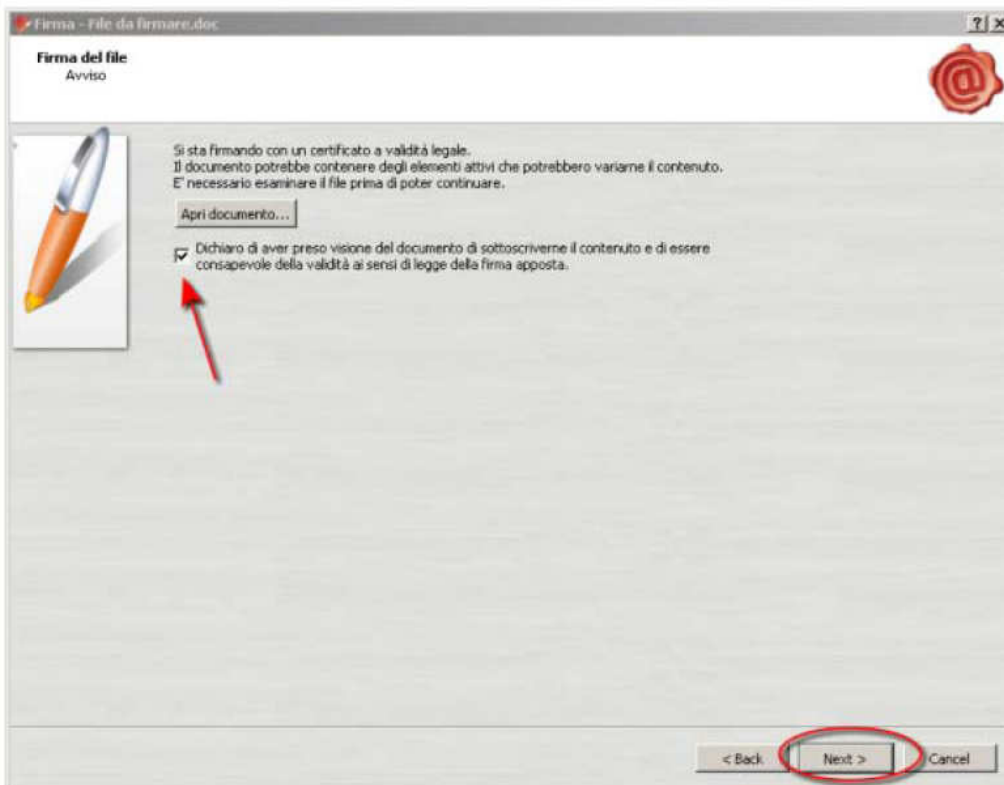 Firma - File da firmare.doc
Firma del file
Avviso
Si sta firmando con un certificato a validità legale.
Il documento potrebbe contenere degli elementi attivi che potrebbero variarne il contenuto.
E' necessario esaminare il file prima di poter continuare.
Apri documento...
Dichiaro di aver preso visione del documento di sottoscriverne il contenuto e di essere
consapevole della validità ai sensi di legge della firma apposta.
< Back Next > Cancel